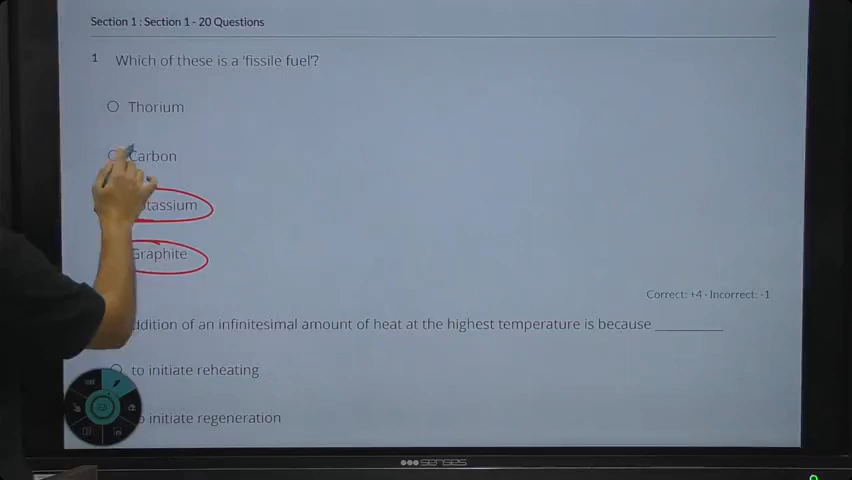 Section 1 : Section 1 - 20 Questions
1 Which of these is a 'fissile fuel'?
Thorium
Carbon
tassium
Graphite
Correct: +4 · Incorrect: -1
ddition of an infinitesimal amount of heat at the highest temperature is because __________
to initiate reheating
o initiate regeneration
senses